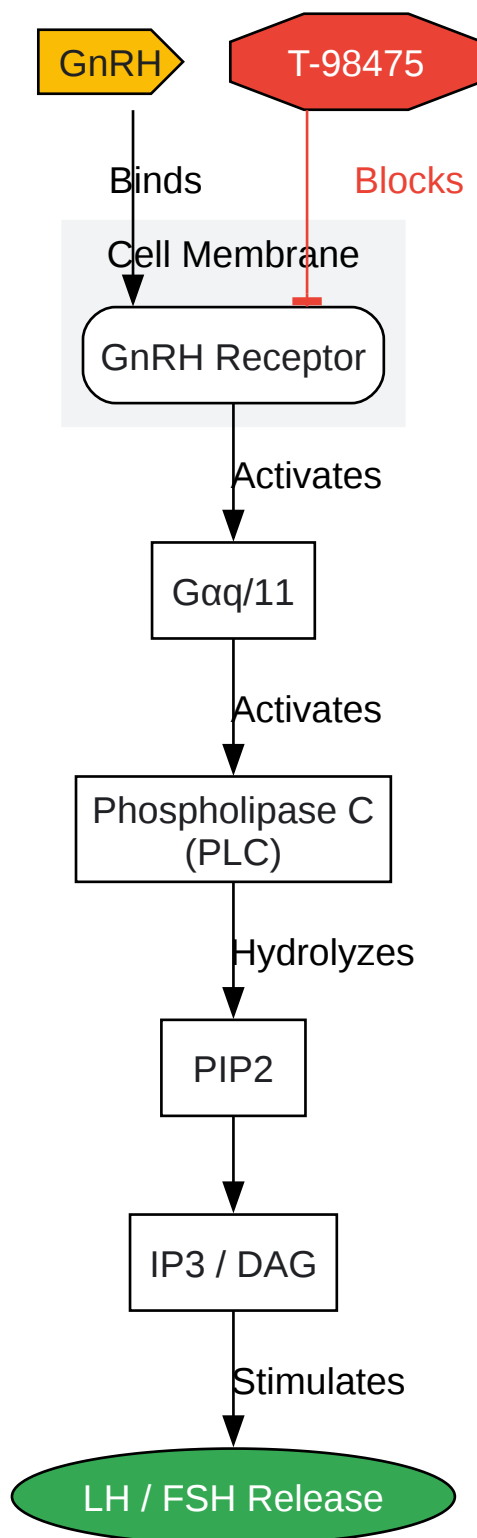 GnRH
T-98475
Binds
Blocks
Cell Membrane
GnRH Receptor
Activates
Gαq/11
Activates
Phospholipase C
(PLC)
Hydrolyzes
PIP2
IP3 / DAG
Stimulates
LH / FSH Release